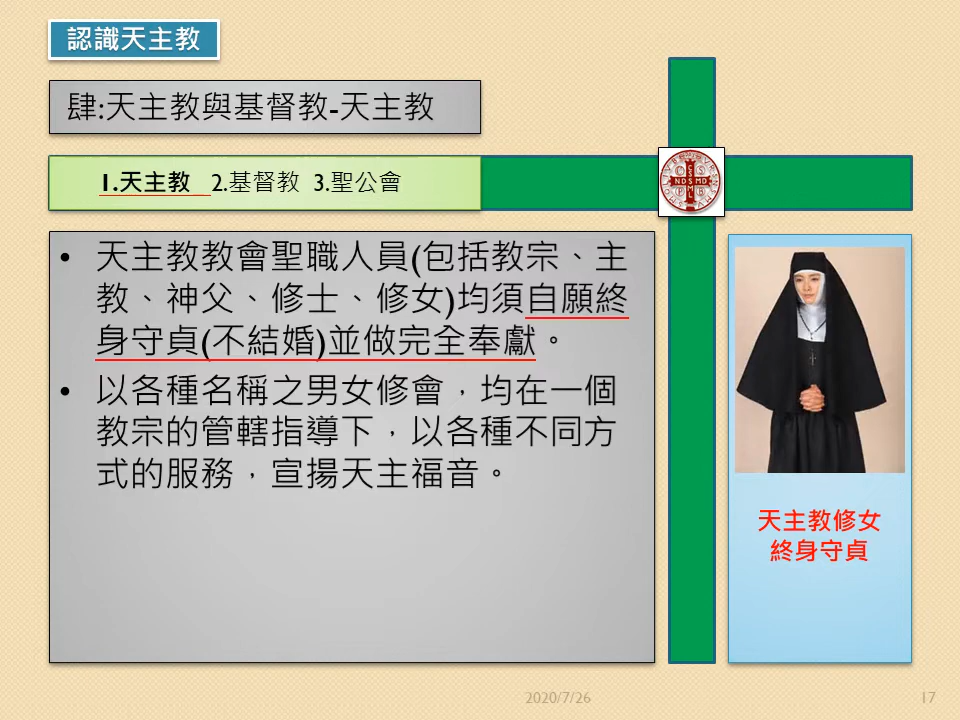 認識天主教
肆:天主教與基督教-天主教
1.天主教 2.基督教 3.聖公會
• 天主教教會聖職人員(包括教宗、主
教、神父、修士、修女)均須自願終
身守貞(不結婚)並做完全奉獻。
• 以各種名稱之男女修會，均在一個
教宗的管轄指導下，以各種不同方
式的服務，宣揚天主福音。
天主教修女
終身守貞
2020/7/26
17